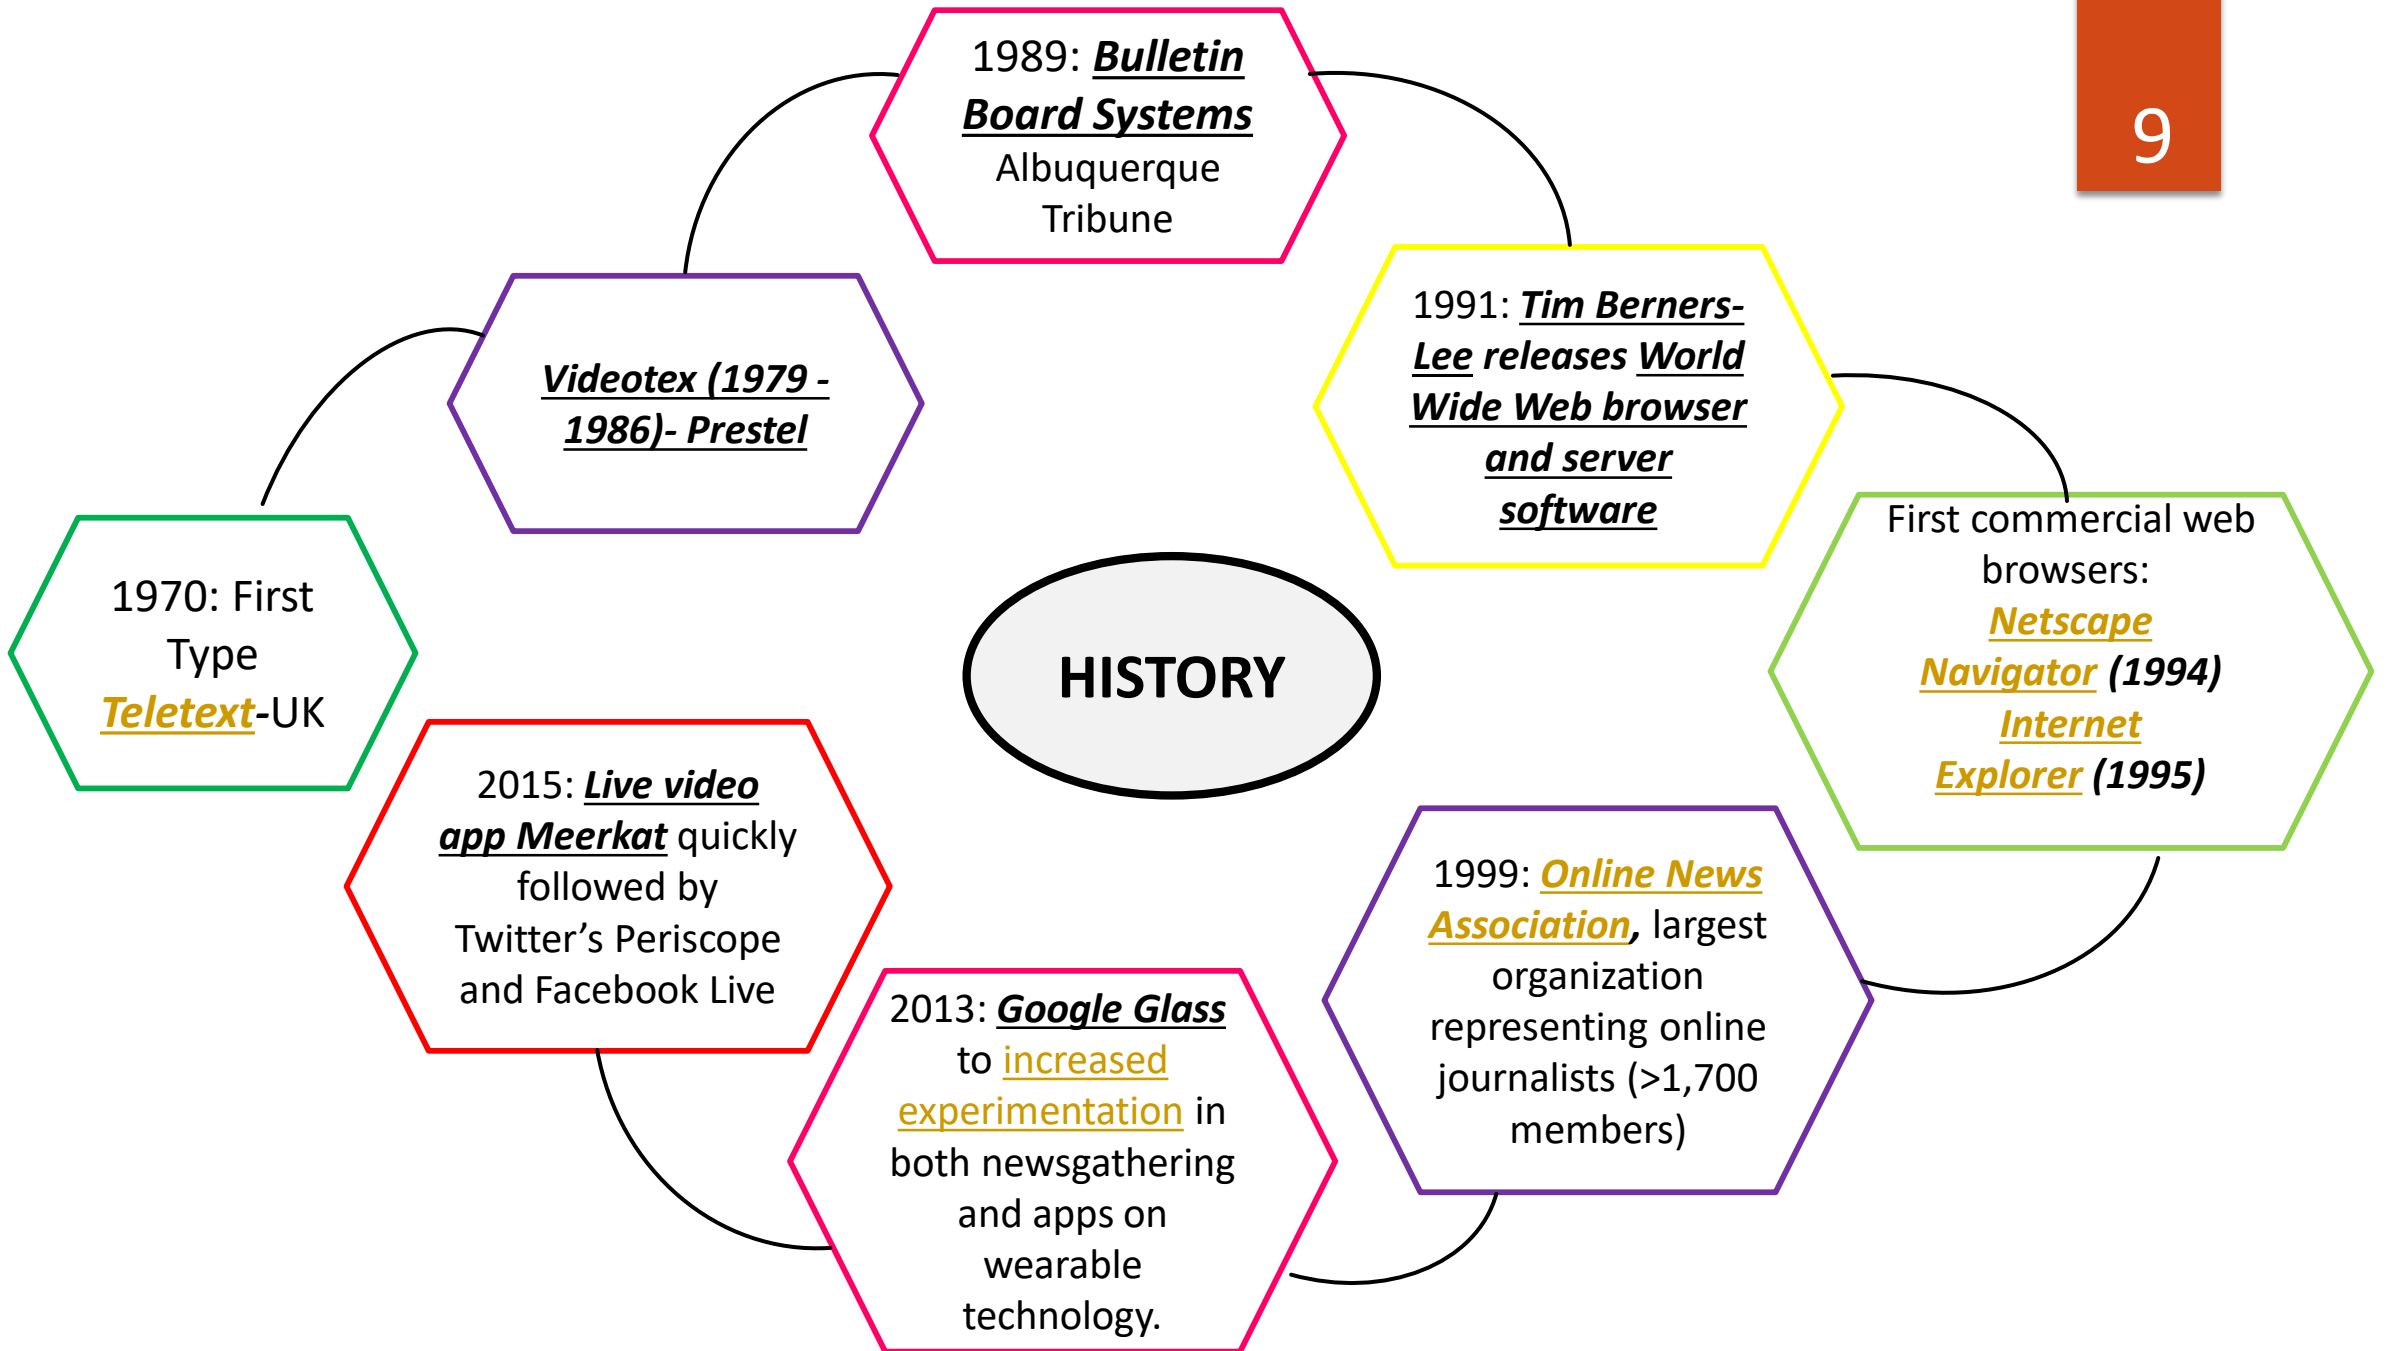 9
1970: First
Type
Teletext-UK
Videotex (1979 -
1986)- Prestel
1989: Bulletin
Board Systems
Albuquerque
Tribune
1991: Tim Berners-
Lee releases World
Wide Web browser
and server
software
First commercial web
browsers:
Netscape
Navigator (1994)
Internet
Explorer (1995)
1999: Online News
Association, largest
organization
representing online
journalists (>1,700
members)
2013: Google Glass
to increased
experimentation in
both newsgathering
and apps on
wearable
technology.
2015: Live video
app Meerkat quickly
followed by
Twitter’s Periscope
and Facebook Live
HISTORY